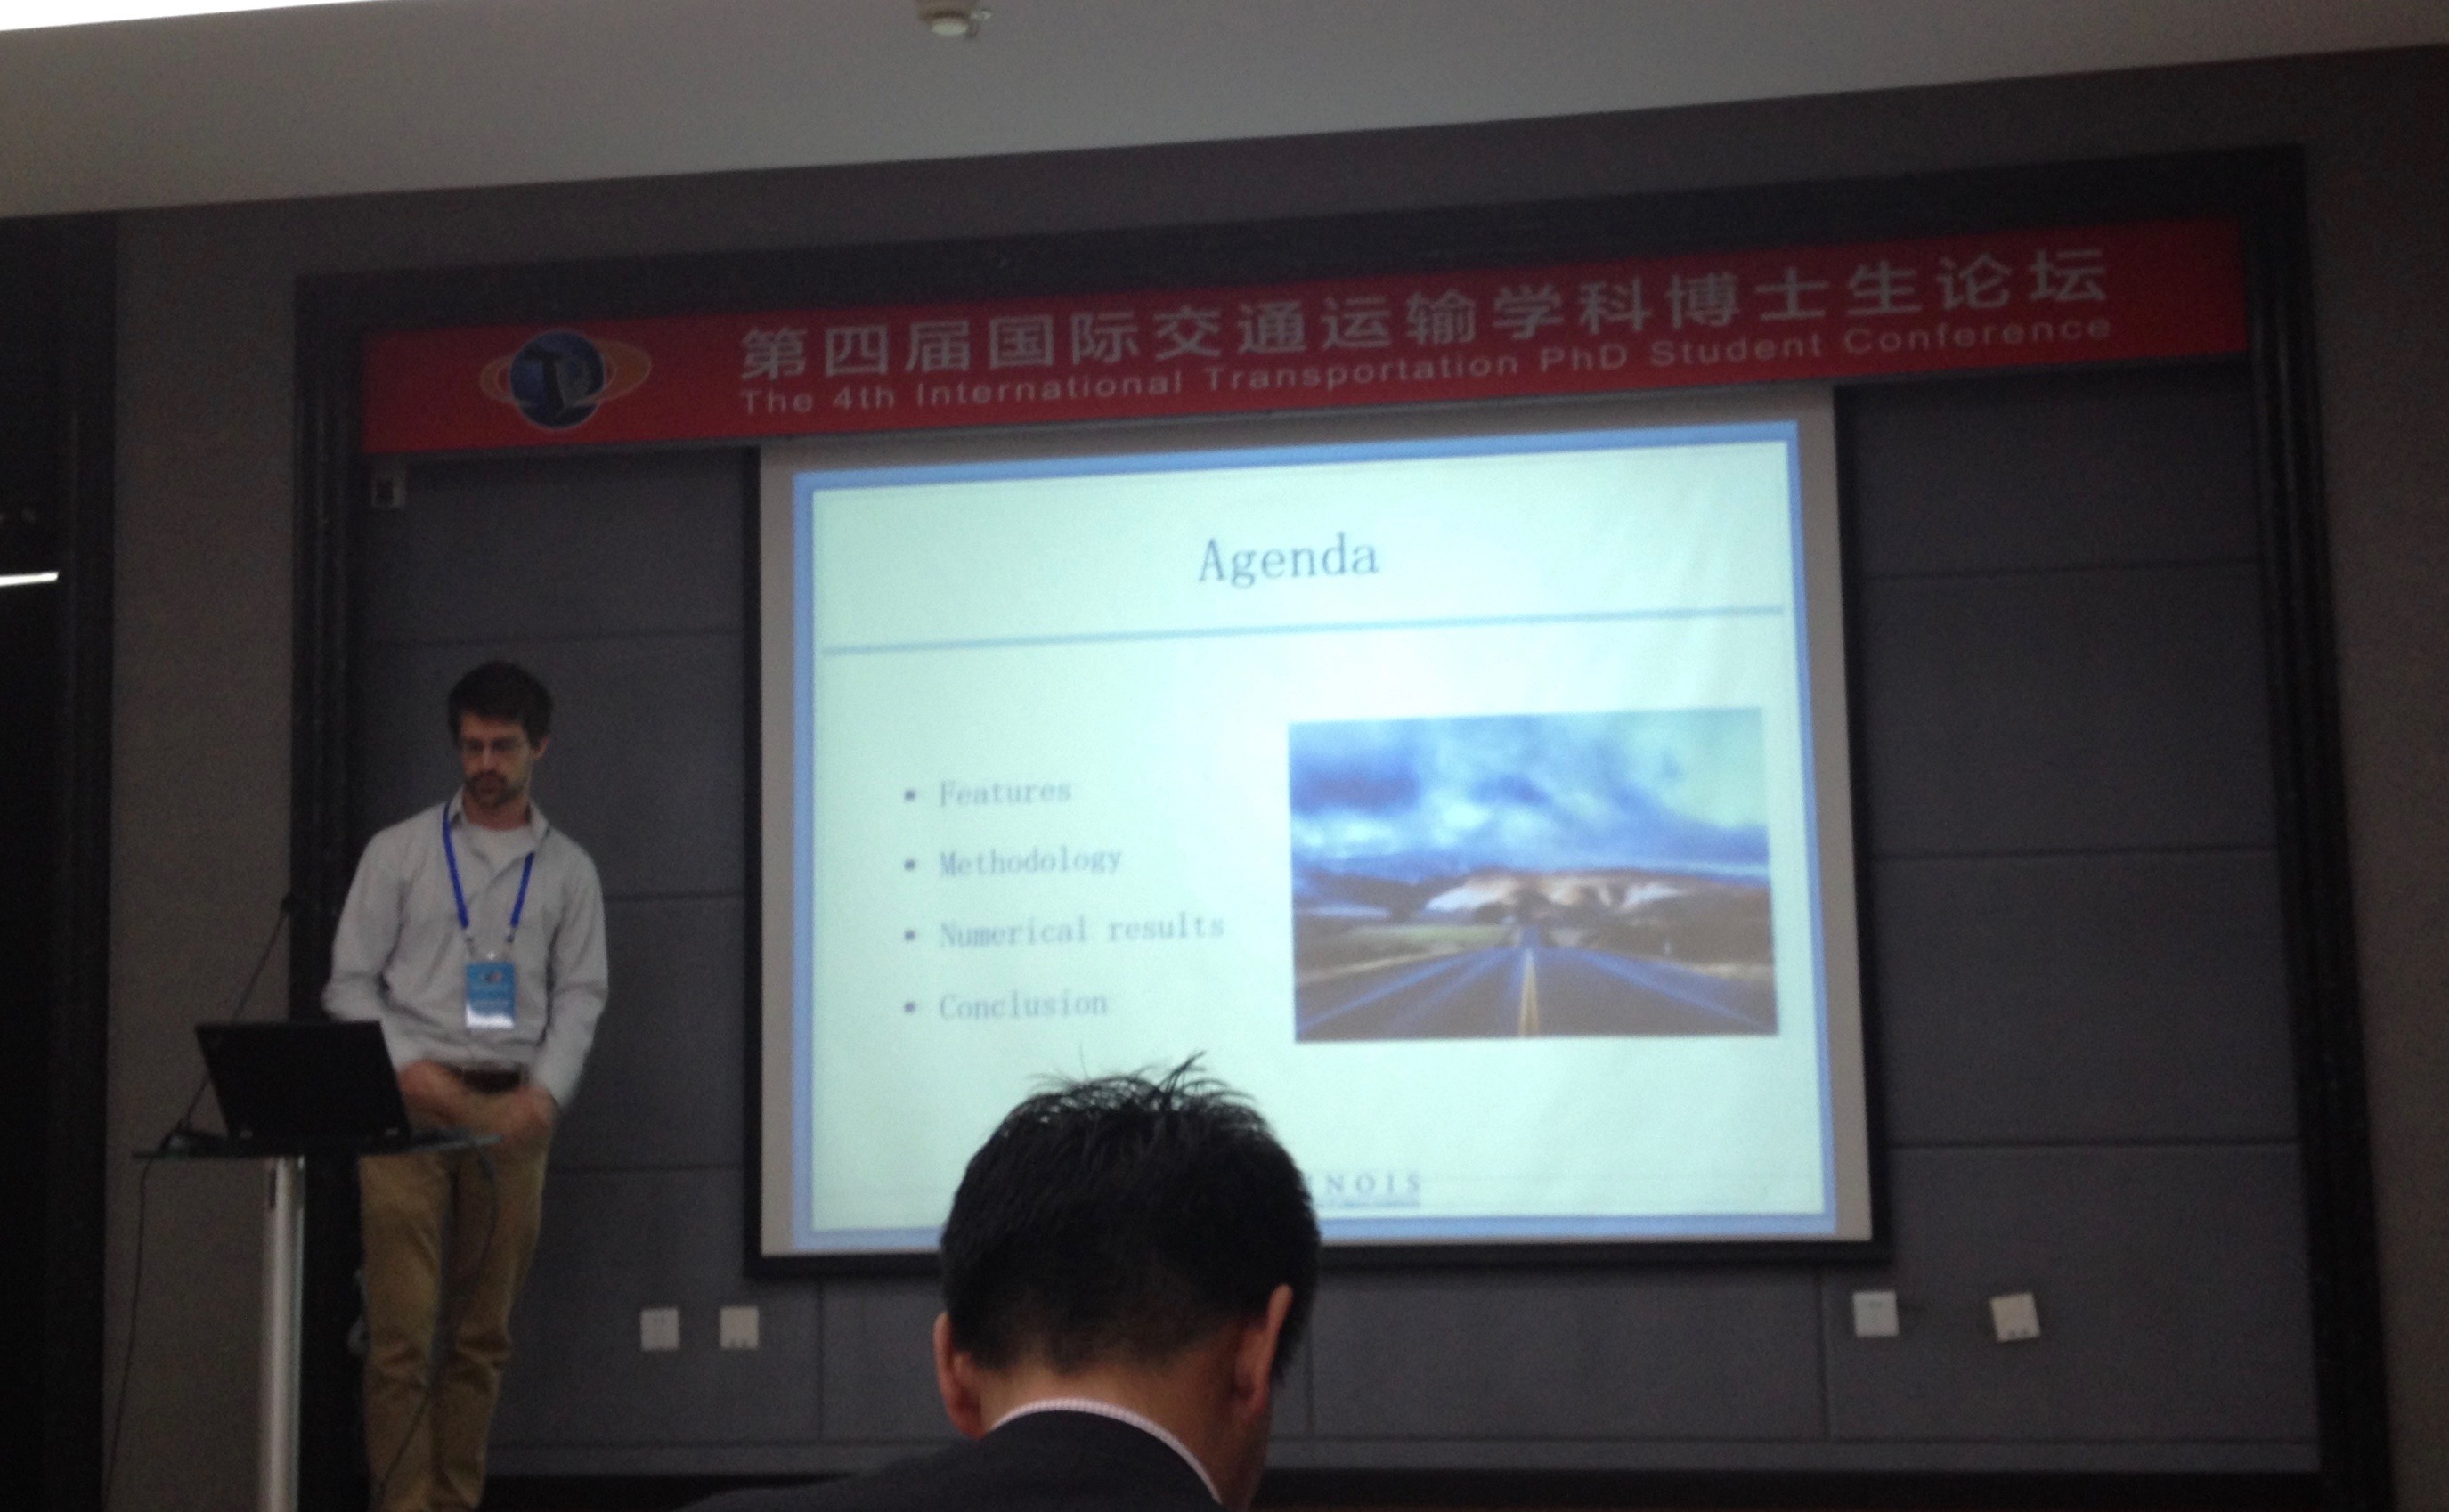 第四届国际交通运输学科博士生论坛
The 4th International Transportation PhD Student Conference
Agenda
• Features
• Methodology
• Numerical results
• Conclusion
NOIS